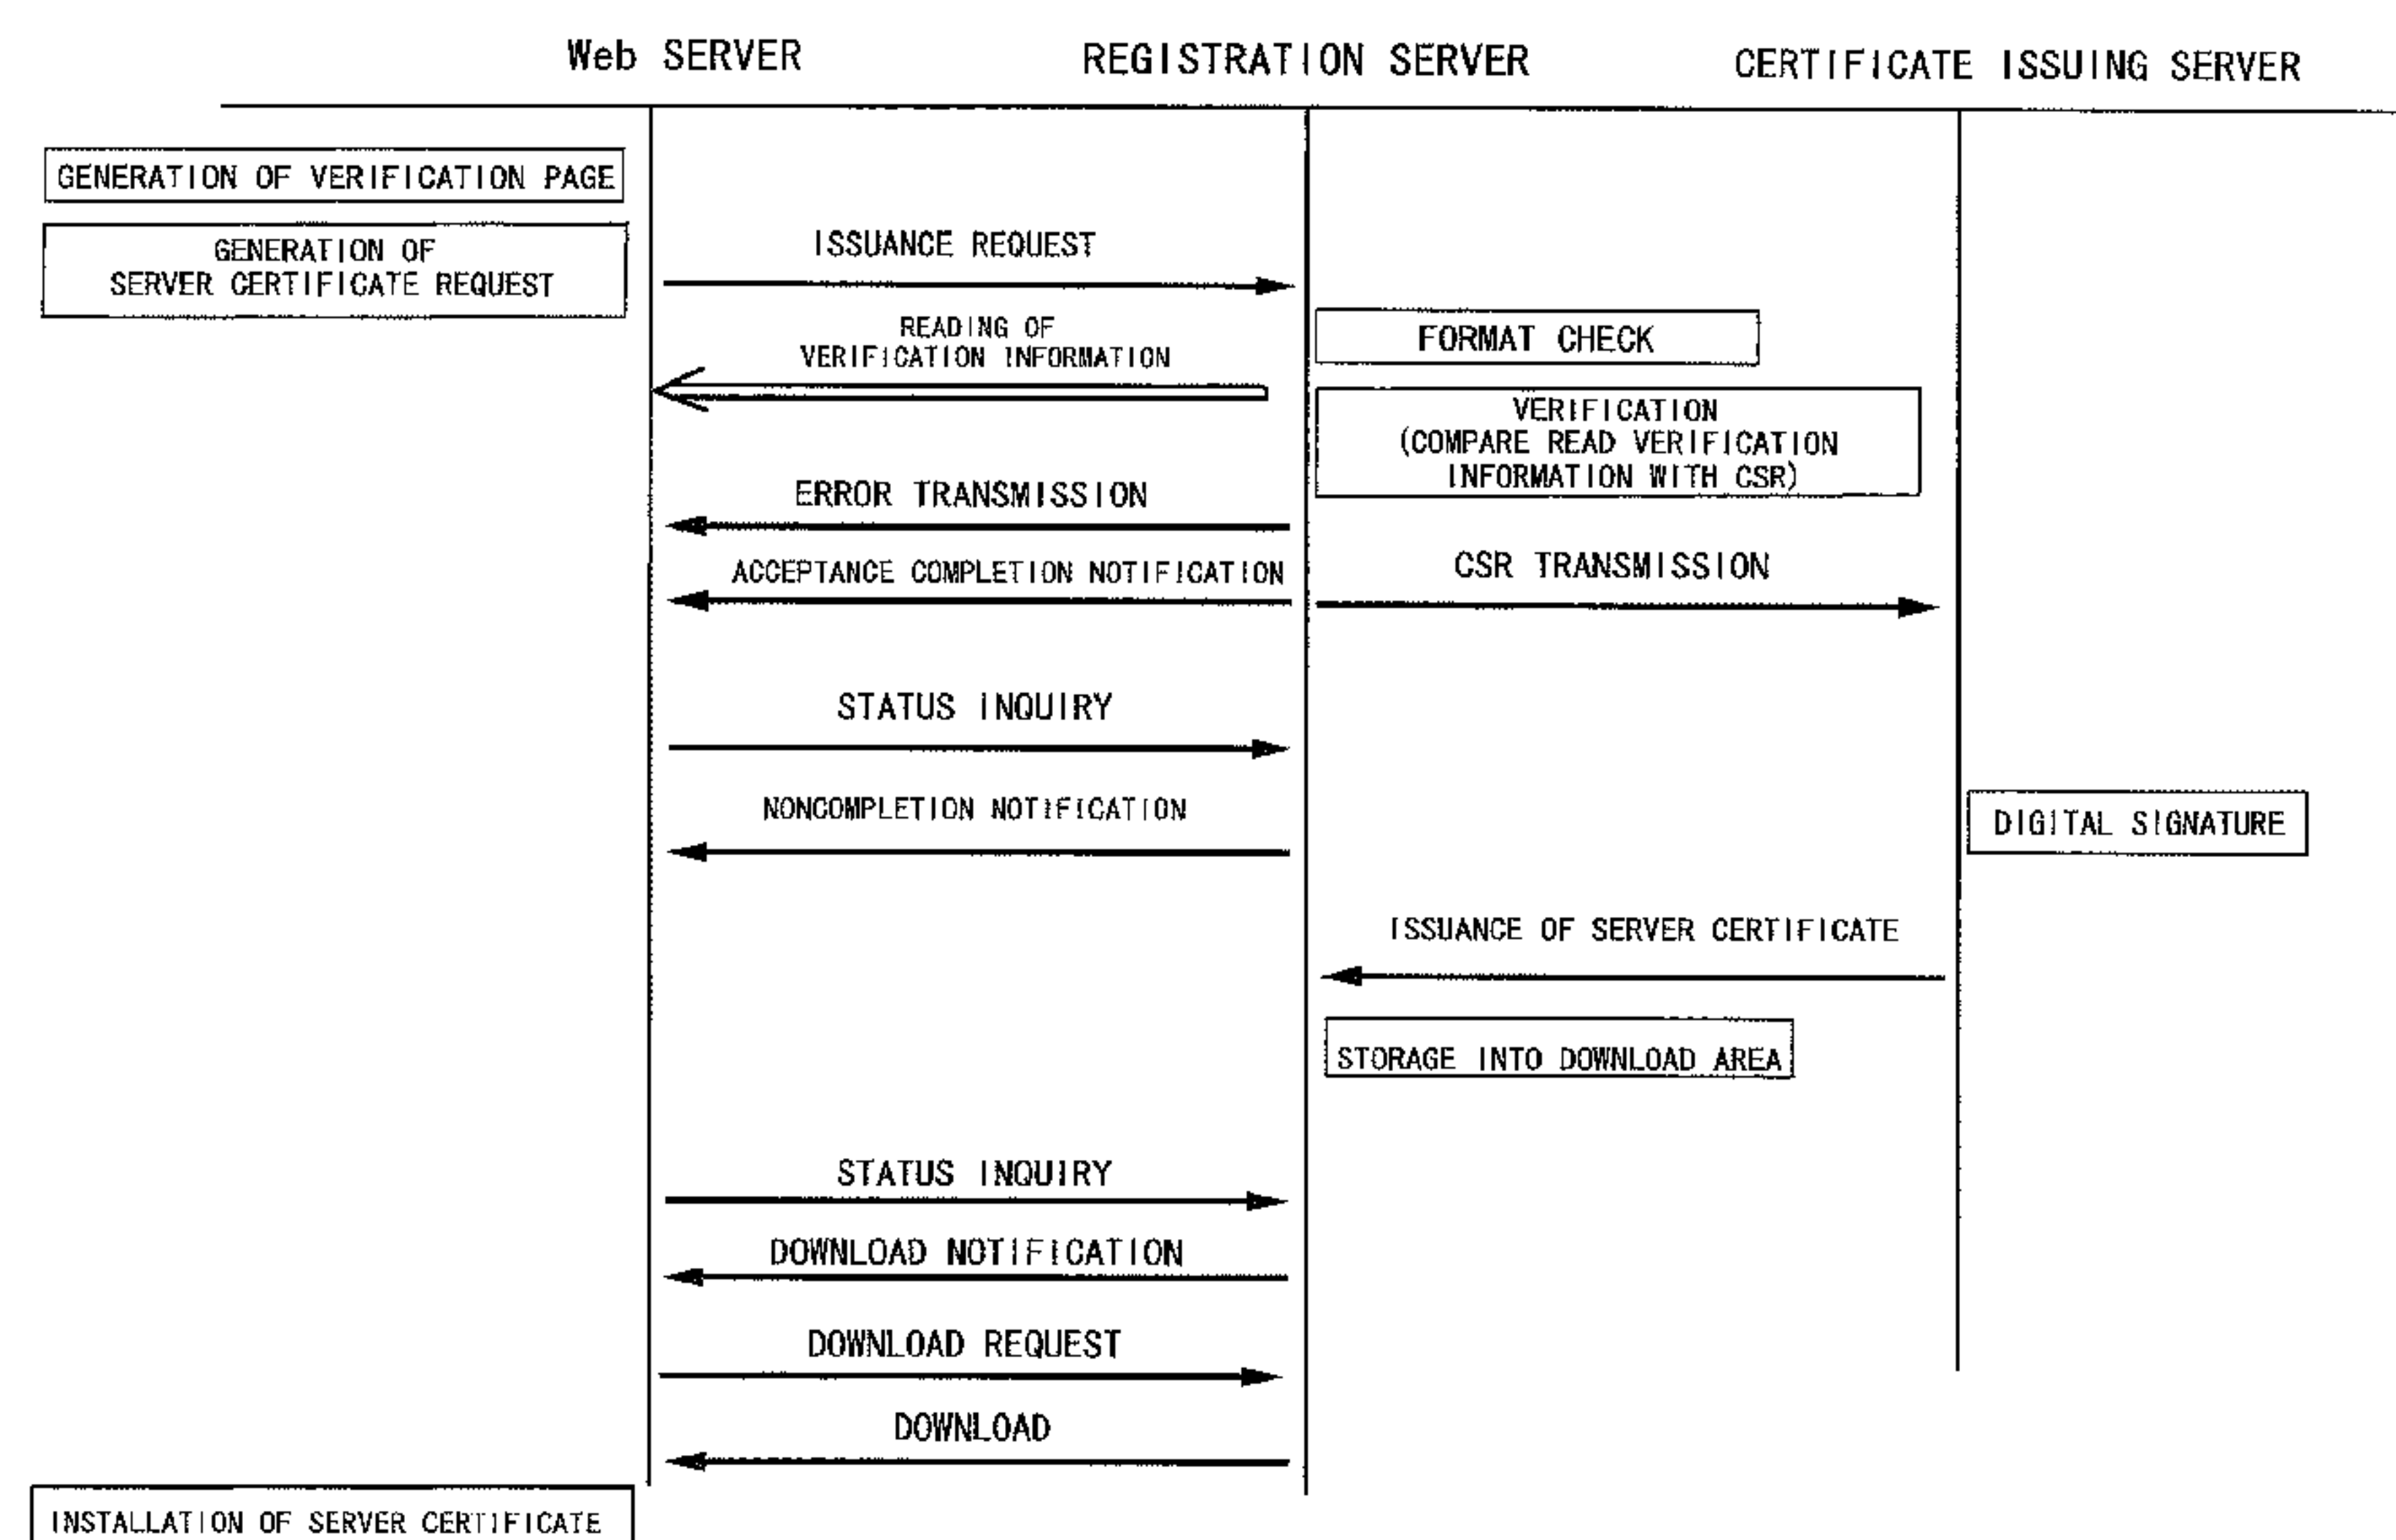 Web SERVER
REGISTRATION SERVER
CERTIFICATE ISSUING SERVER
GENERATION OF VERIFICATION PAGE
GENERATION OF
SERVER CERTIFICATE REQUEST
ISSUANCE REQUEST
READING OF
VERIFICATION INFORMATION
FORMAT CHECK
VERIFICATION
(COMPARE READ VERIFICATION
INFORMATION WITH CSR)
ERROR TRANSMISSION
ACCEPTANCE COMPLETION NOTIFICATION
CSR TRANSMISSION
STATUS INQUIRY
NONCOMPLETION NOTIFICATION
DIGITAL SIGNATURE
ISSUANCE OF SERVER CERTIFICATE
STORAGE INTO DOWNLOAD AREA
STATUS INQUIRY
DOWNLOAD NOTIFICATION
DOWNLOAD REQUEST
DOWNLOAD
INSTALLATION OF SERVER CERTIFICATE